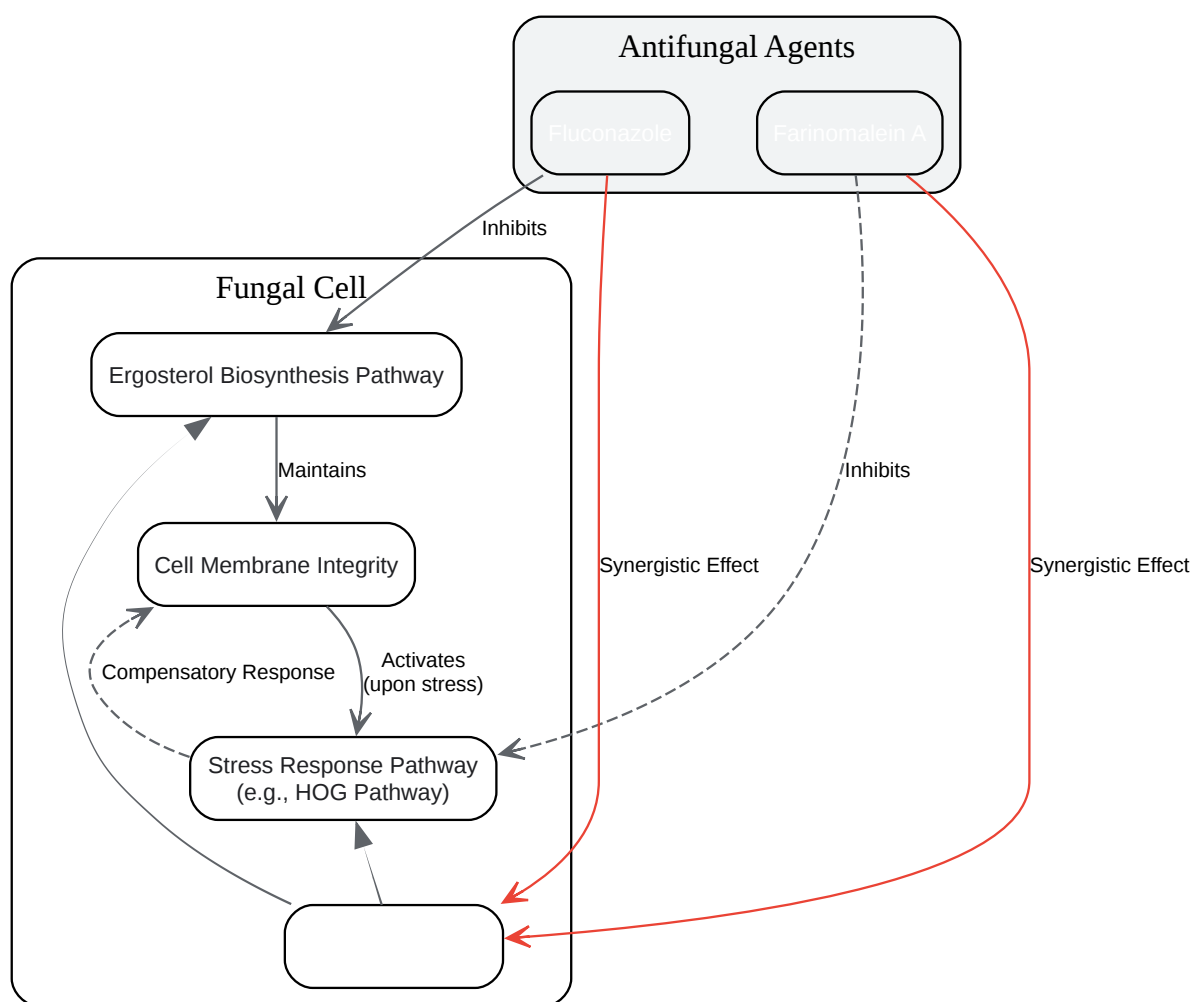 Antifungal Agents
Fluconazole
Farinomalein A
Inhibits
Fungal Cell
Ergosterol Biosynthesis Pathway
Maintains
Inhibits
Cell Membrane Integrity
Synergistic Effect
Synergistic Effect
Compensatory Response
Activates
(upon stress)
Stress Response Pathway
(e.g., HOG Pathway)